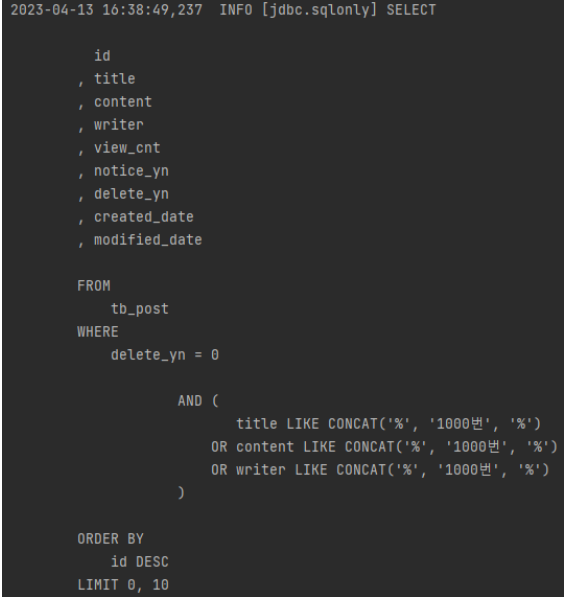 2023-04-13 16:38:49,237  INFO [jdbc.sqlonly] SELECT
id
, title
, content
, writer
, view_cnt
, notice_yn
, delete_yn
, created_date
, modified_date
FROM
tb_post
WHERE
delete_yn = 0
AND (
title LIKE CONCAT('%', '1000번', '%')
OR content LIKE CONCAT('%', '1000번', '%')
OR writer LIKE CONCAT('%', '1000번', '%')
)
ORDER BY
id DESC
LIMIT 0, 10